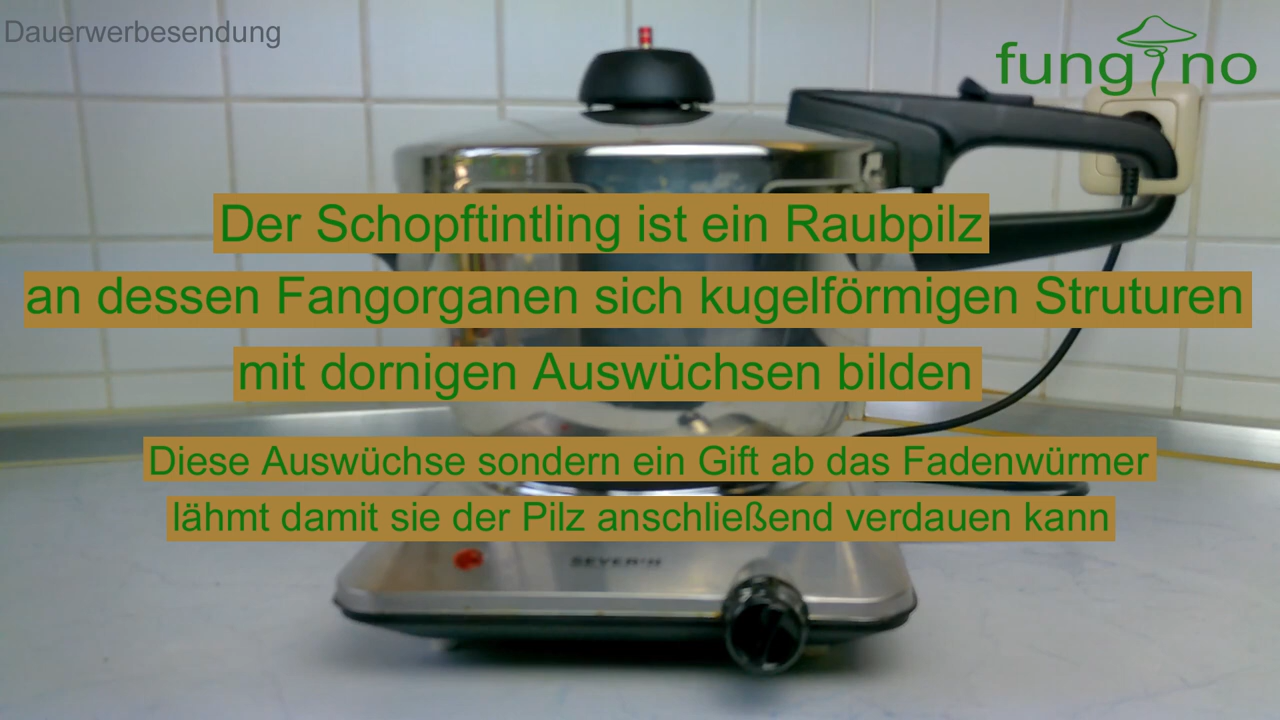 Dauerwerbesendung
fungino
Der Schopftintling ist ein Raubpilz
an dessen Fangorganen sich kugelförmigen Struturen
mit dornigen Auswüchsen bilden
Diese Auswüchse sondern ein Gift ab das Fadenwürmer
lähmt damit sie der Pilz anschließend verdauen kann
SEVERIN